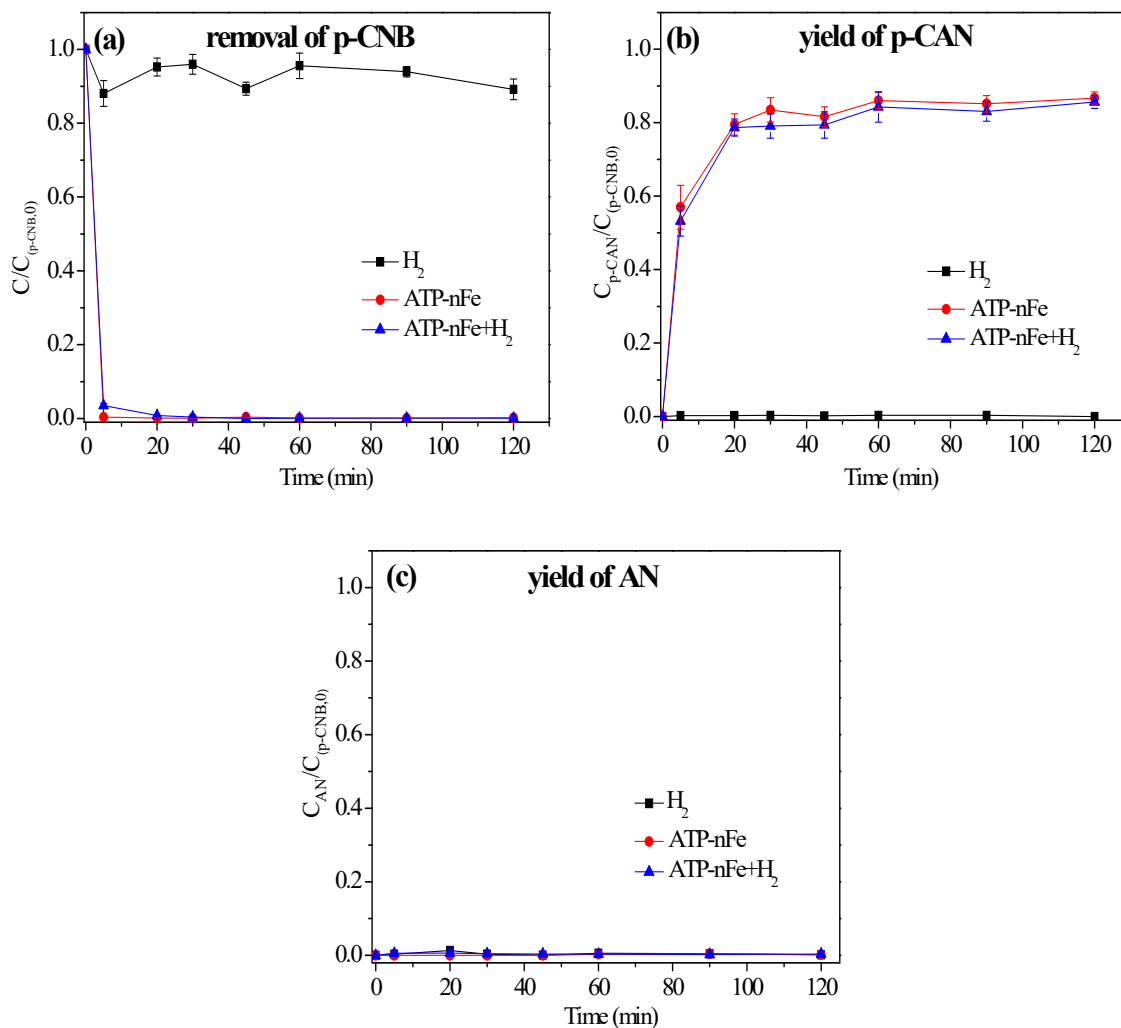 (a) removal of p-CNB
1.0
0.8
0.6
0.4
0.2
0.0
C/C(p-CNB,0)
H2
ATP-nFe
ATP-nFe+H2
0 20 40 60 80 100 120
Time (min)
(b) yield of p-CAN
1.0
0.8
0.6
0.4
0.2
0.0
Cp-CAN/C(p-CNB,0)
H2
ATP-nFe
ATP-nFe+H2
0 20 40 60 80 100 120
Time (min)
(c) yield of AN
1.0
0.8
0.6
0.4
0.2
0.0
CAN/C(p-CNB,0)
H2
ATP-nFe
ATP-nFe+H2
0 20 40 60 80 100 120
Time (min)